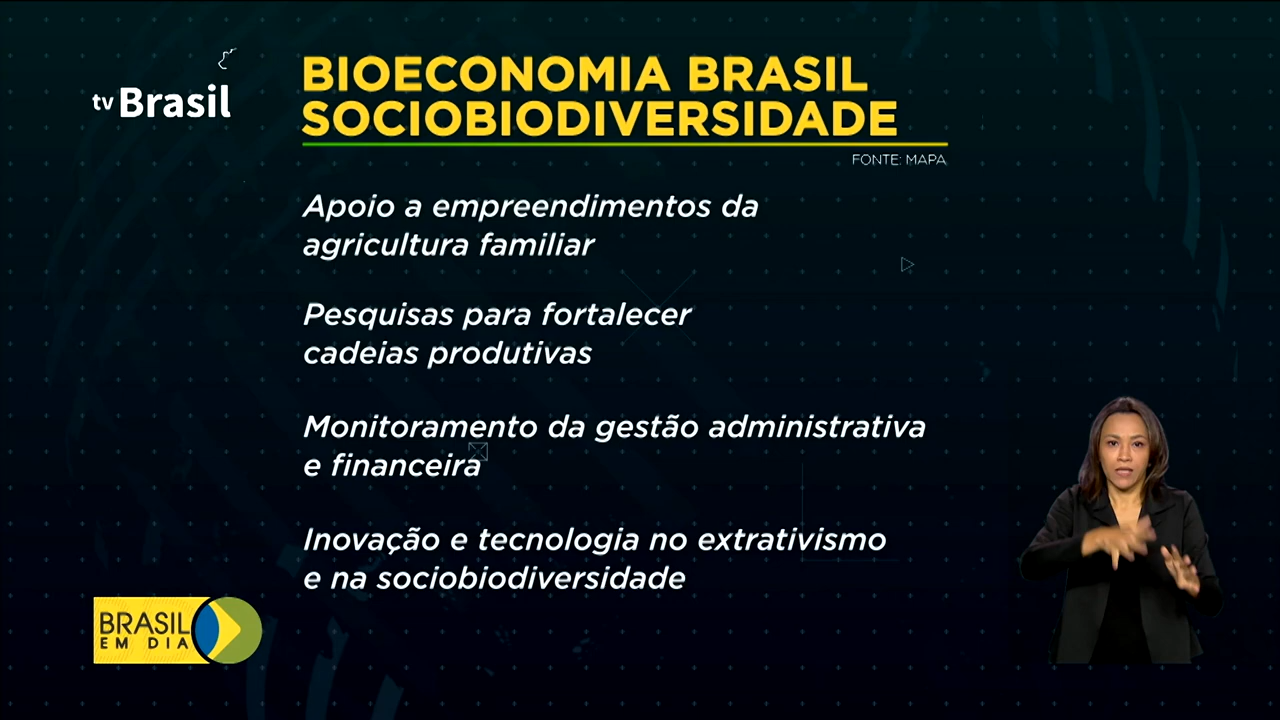 tv Brasil
BIOECONOMIA BRASIL
SOCIOBIODIVERSIDADE
FONTE: MAPA
Apoio a empreendimentos da
agricultura familiar
Pesquisas para fortalecer
cadeias produtivas
Monitoramento da gestão administrativa
e financeira
Inovação e tecnologia no extrativismo
e na sociobiodiversidade
BRASIL
EM DIA